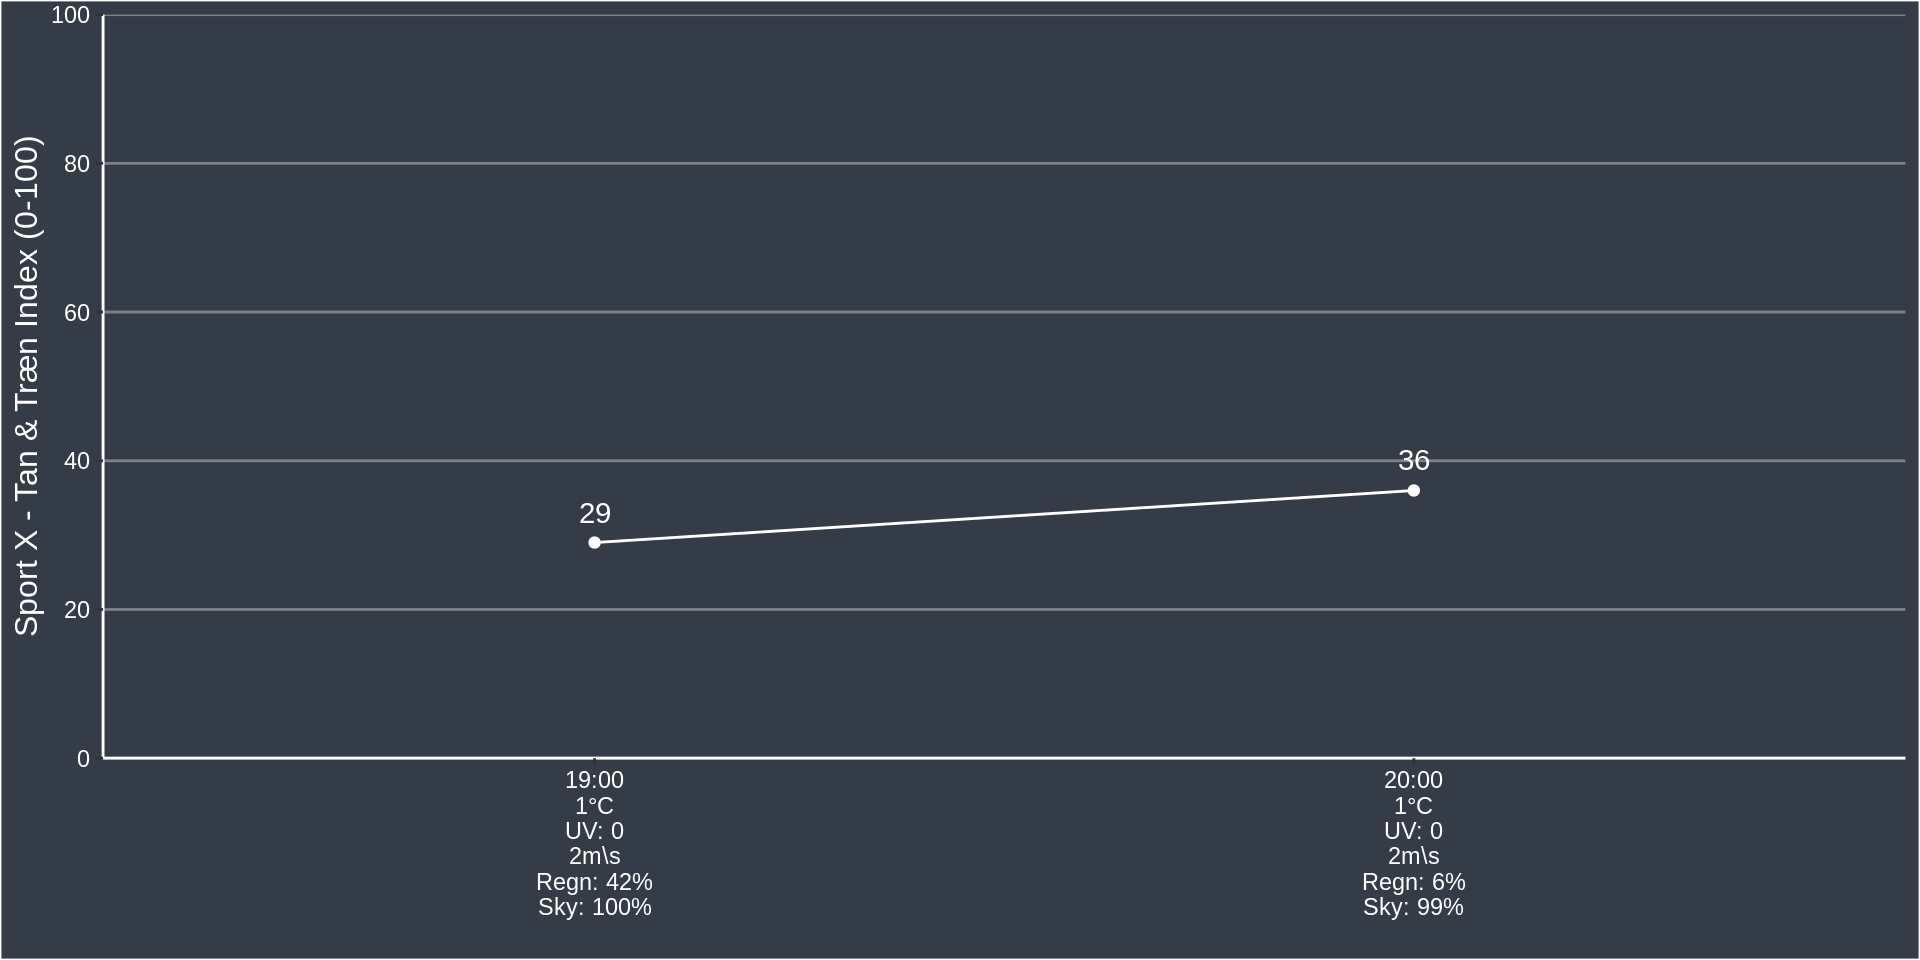 Sport X - Tan & Træn Index (0-100)
100
80
60
40
20
0
29
36
19:00
1°C
UV: 0
2m\s
Regn: 42%
Sky: 100%
20:00
1°C
UV: 0
2m\s
Regn: 6%
Sky: 99%